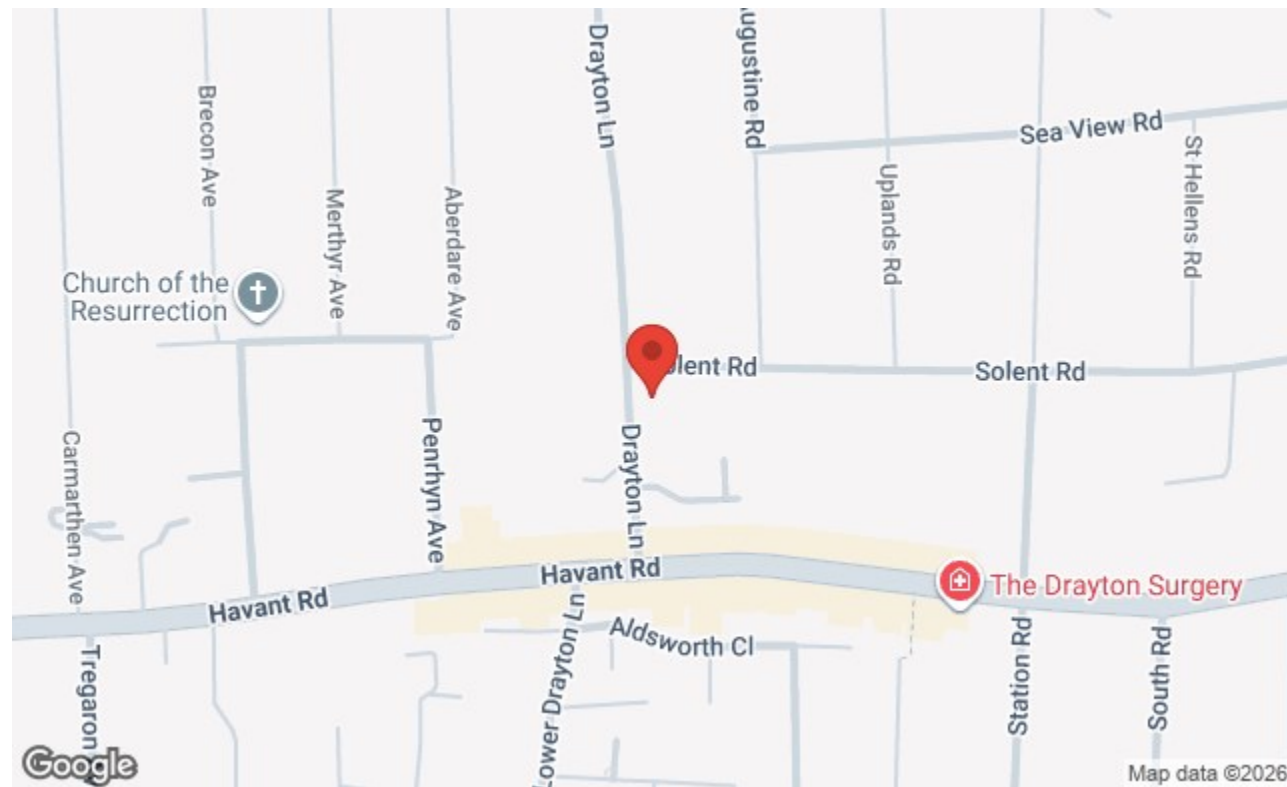 Drayton Ln
Brecon Ave
Merthyr Ave
Aberdare Ave
ugustine Rd
Sea View Rd
Uplands Rd
St Hellens Rd
Church of the
Resurrection
lent Rd
Solent Rd
Carmarthen Ave
Penrhyn Ave
Drayton Ln
Havant Rd
Havant Rd
The Drayton Surgery
Aldsworth Cl
Lower Drayton Ln
Tregaron
Station Rd
South Rd
Google
Map data ©2026